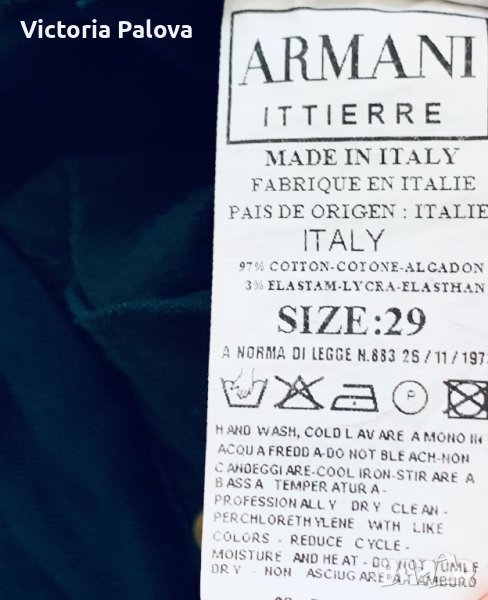 Victoria Palova
ARMANI
ITTIERRE
MADE IN ITALY
FABRIQUE EN ITALIE
PAIS DE ORIGEN : ITALIE
ITALY
97% COTTON-COTONE-ALGADON
3% ELASTAM-LYCRA-ELASTHAN
SIZE:29
A NORMA DI LEGGE N.883 26/11/197
P
HAND WASH, COLD LAVARE A MONO IN
ACQUA FREDDA-DO NOT BLEACH-NON
CANDEGGIARE-COOL IRON-STIRARE A
BASSA TEMPERATURA-
PROFESSIONALLY DRY CLEAN-
PERCHLORETHYLENE WITH LIKE
COLORS - REDUCE CYCLE-
MOISTURE AND HEAT - DO NOT TUMBLE
DRY - NON ASCIUGARE A TAMBURO